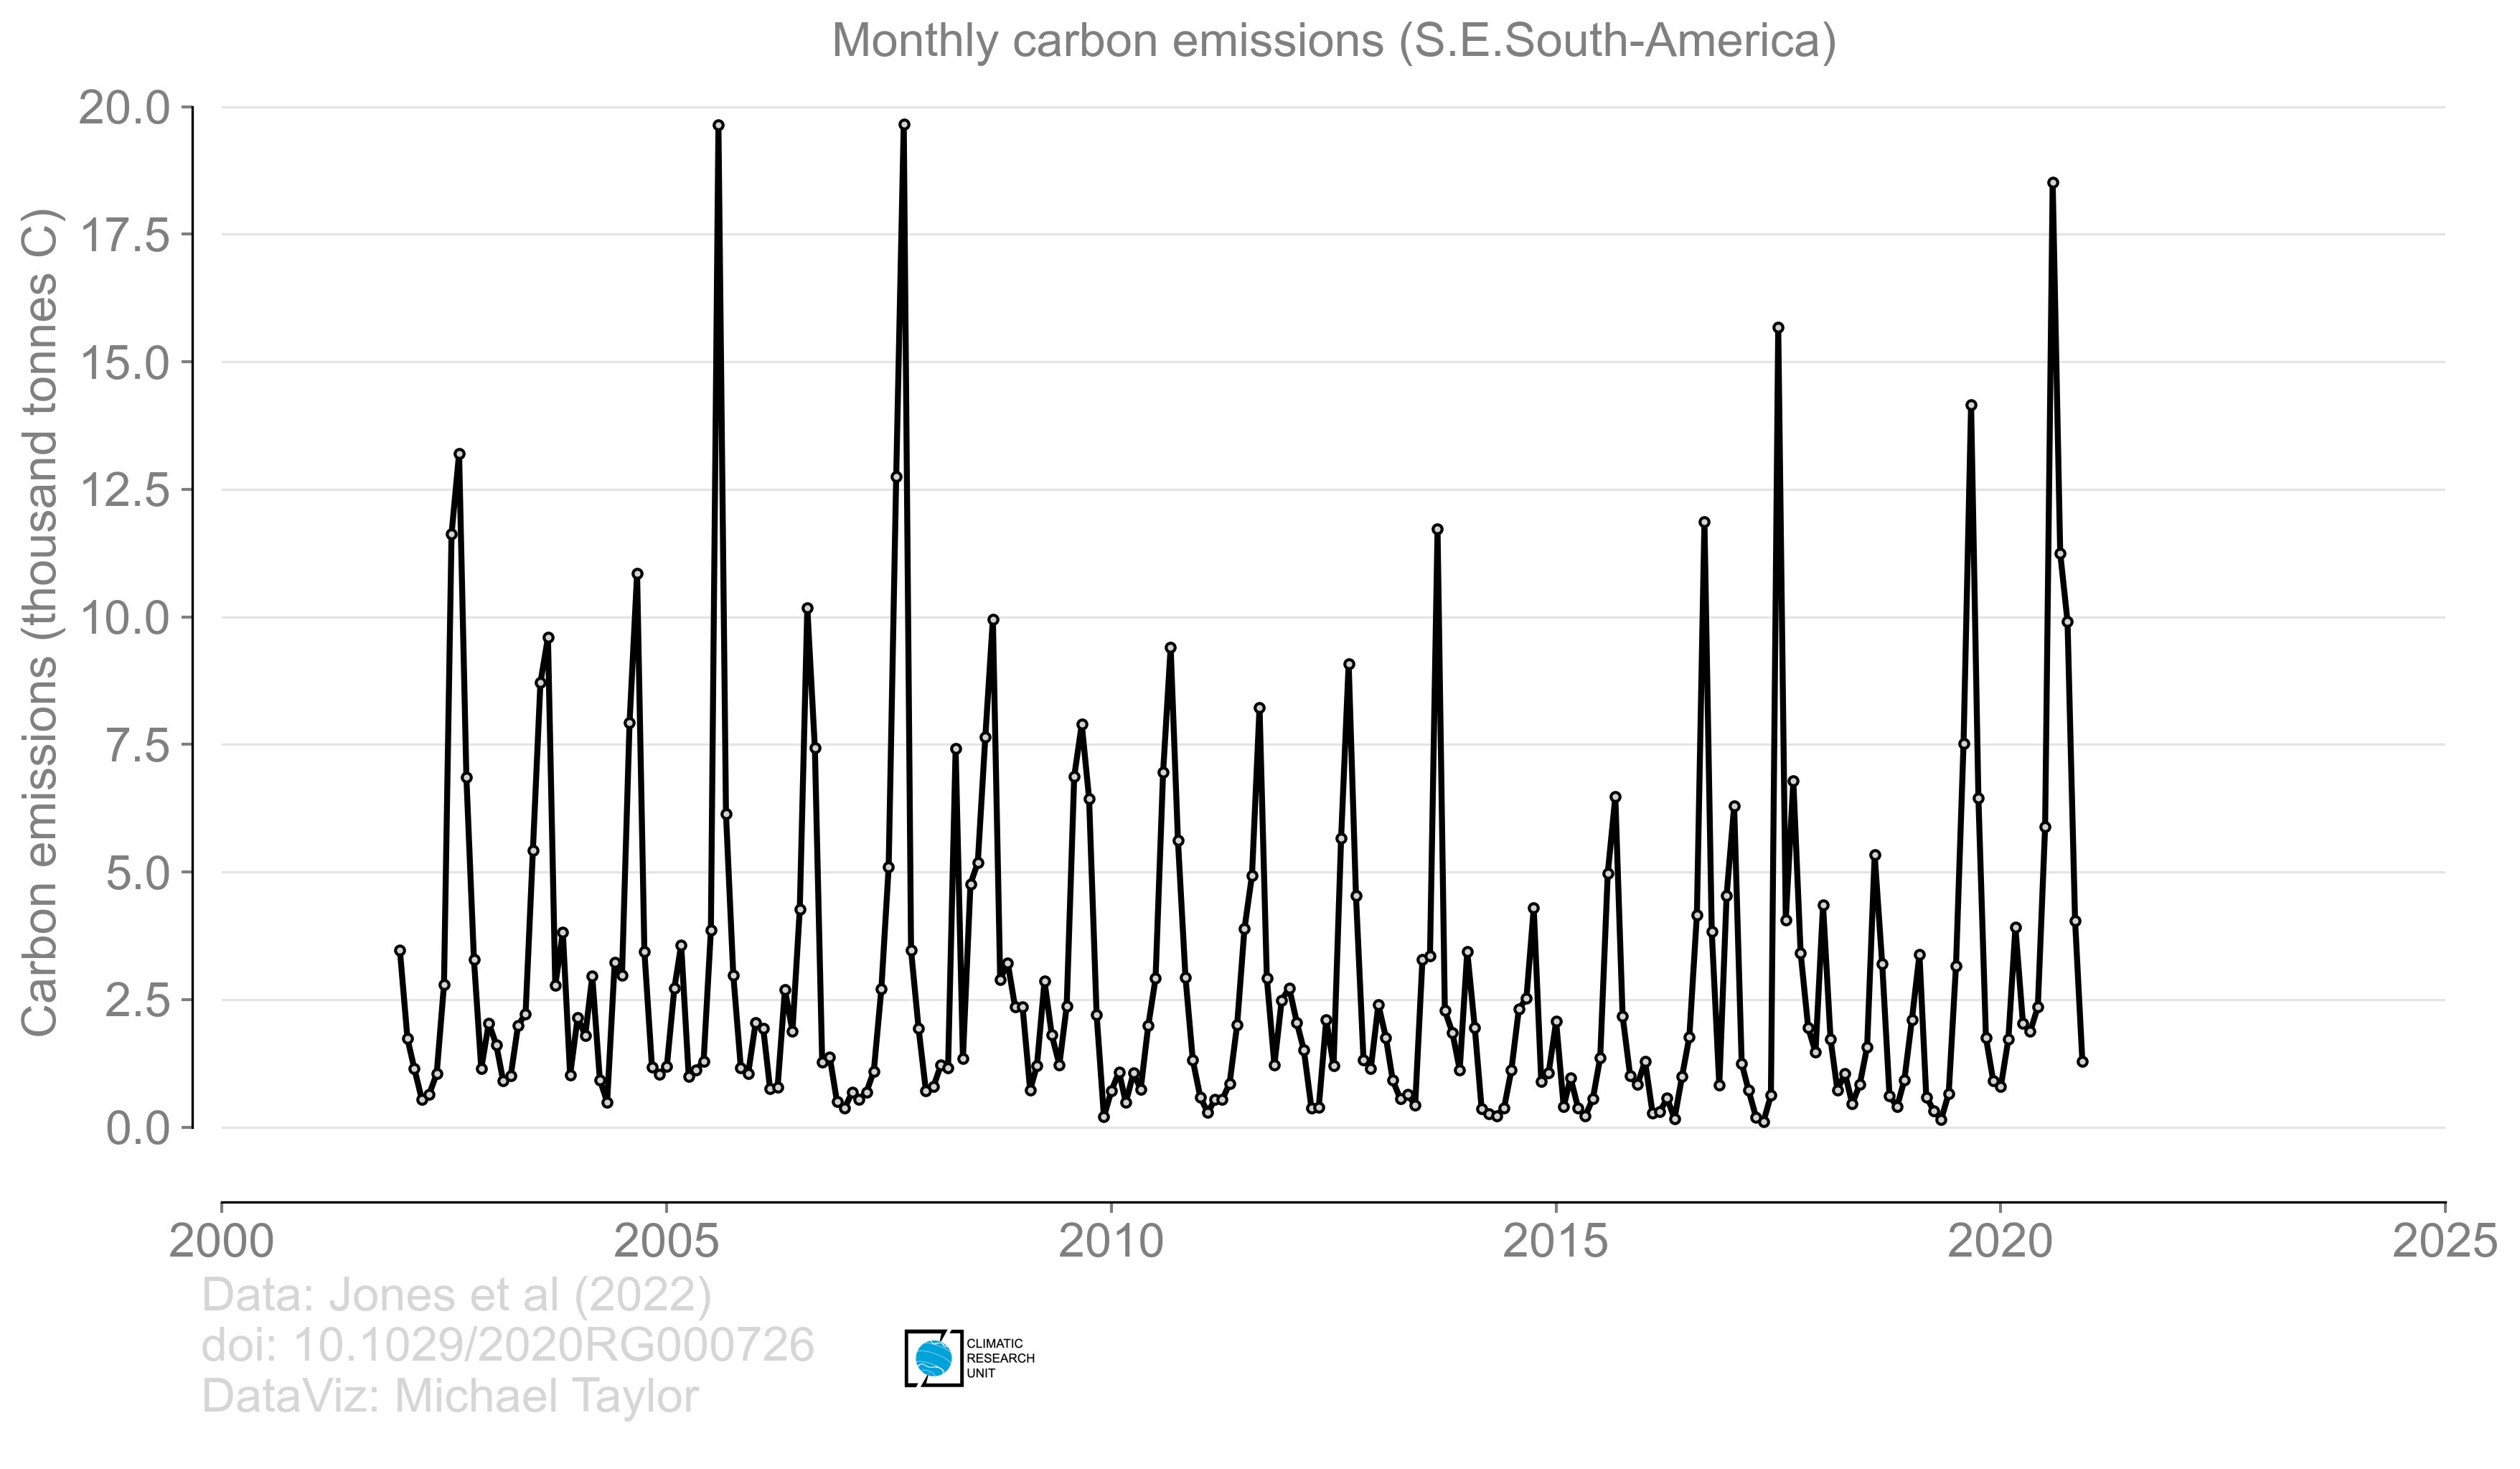 Monthly carbon emissions (S.E.South-America)
Carbon emissions (thousand tonnes C)
20.0
17.5
15.0
12.5
10.0
7.5
5.0
2.5
0.0
2000 2005 2010 2015 2020 2025
Data: Jones et al (2022)
doi: 10.1029/2020RG000726
DataViz: Michael Taylor
CLIMATIC
RESEARCH
UNIT